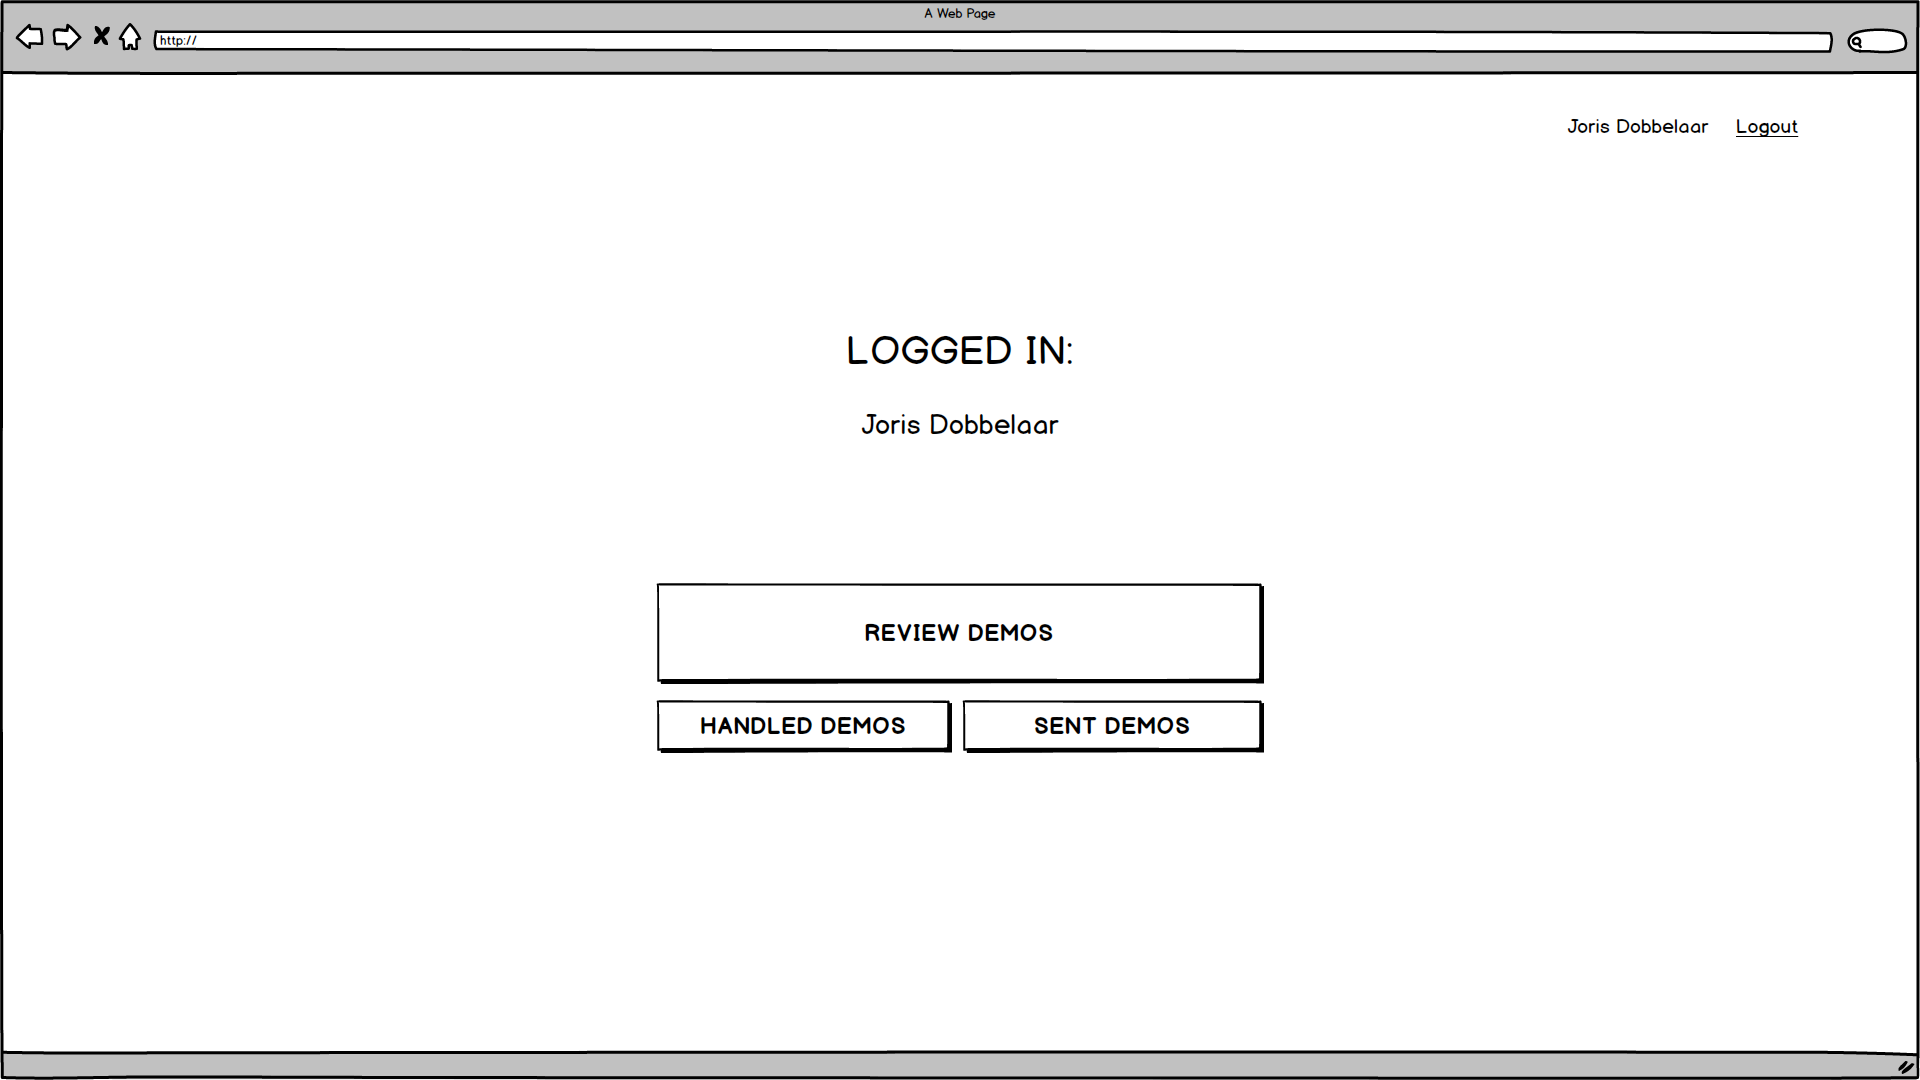 A Web Page
http://
Joris Dobbelaar Logout
LOGGED IN:
Joris Dobbelaar
REVIEW DEMOS
HANDLED DEMOS SENT DEMOS